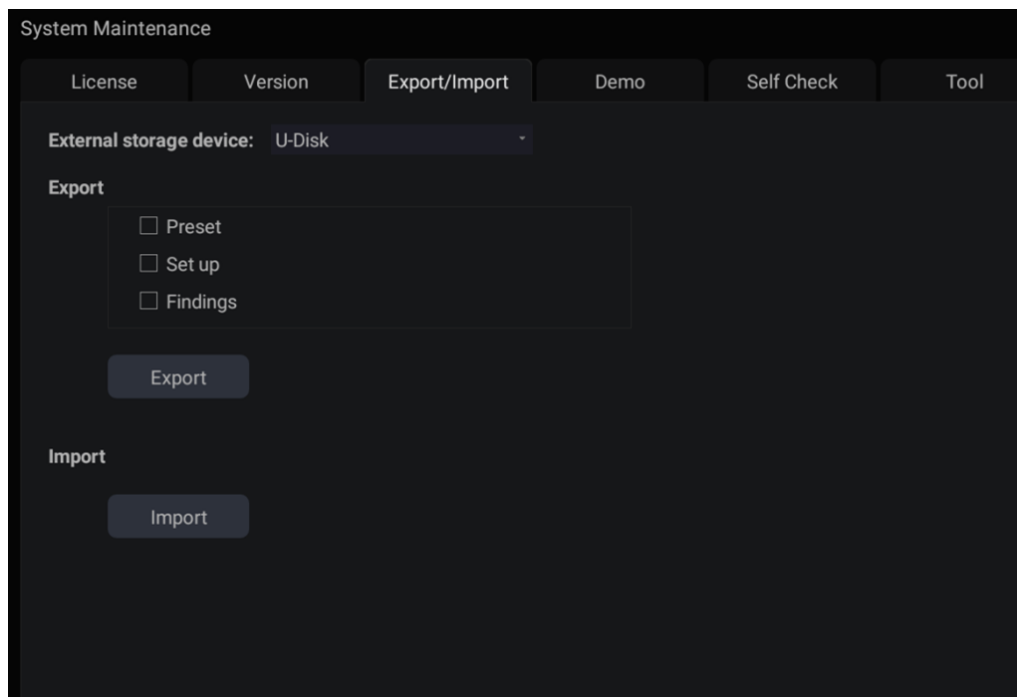 System Maintenance
License Version Export/Import Demo Self Check Tool
External storage device: U-Disk
Export
Preset
Set up
Findings
Export
Import
Import